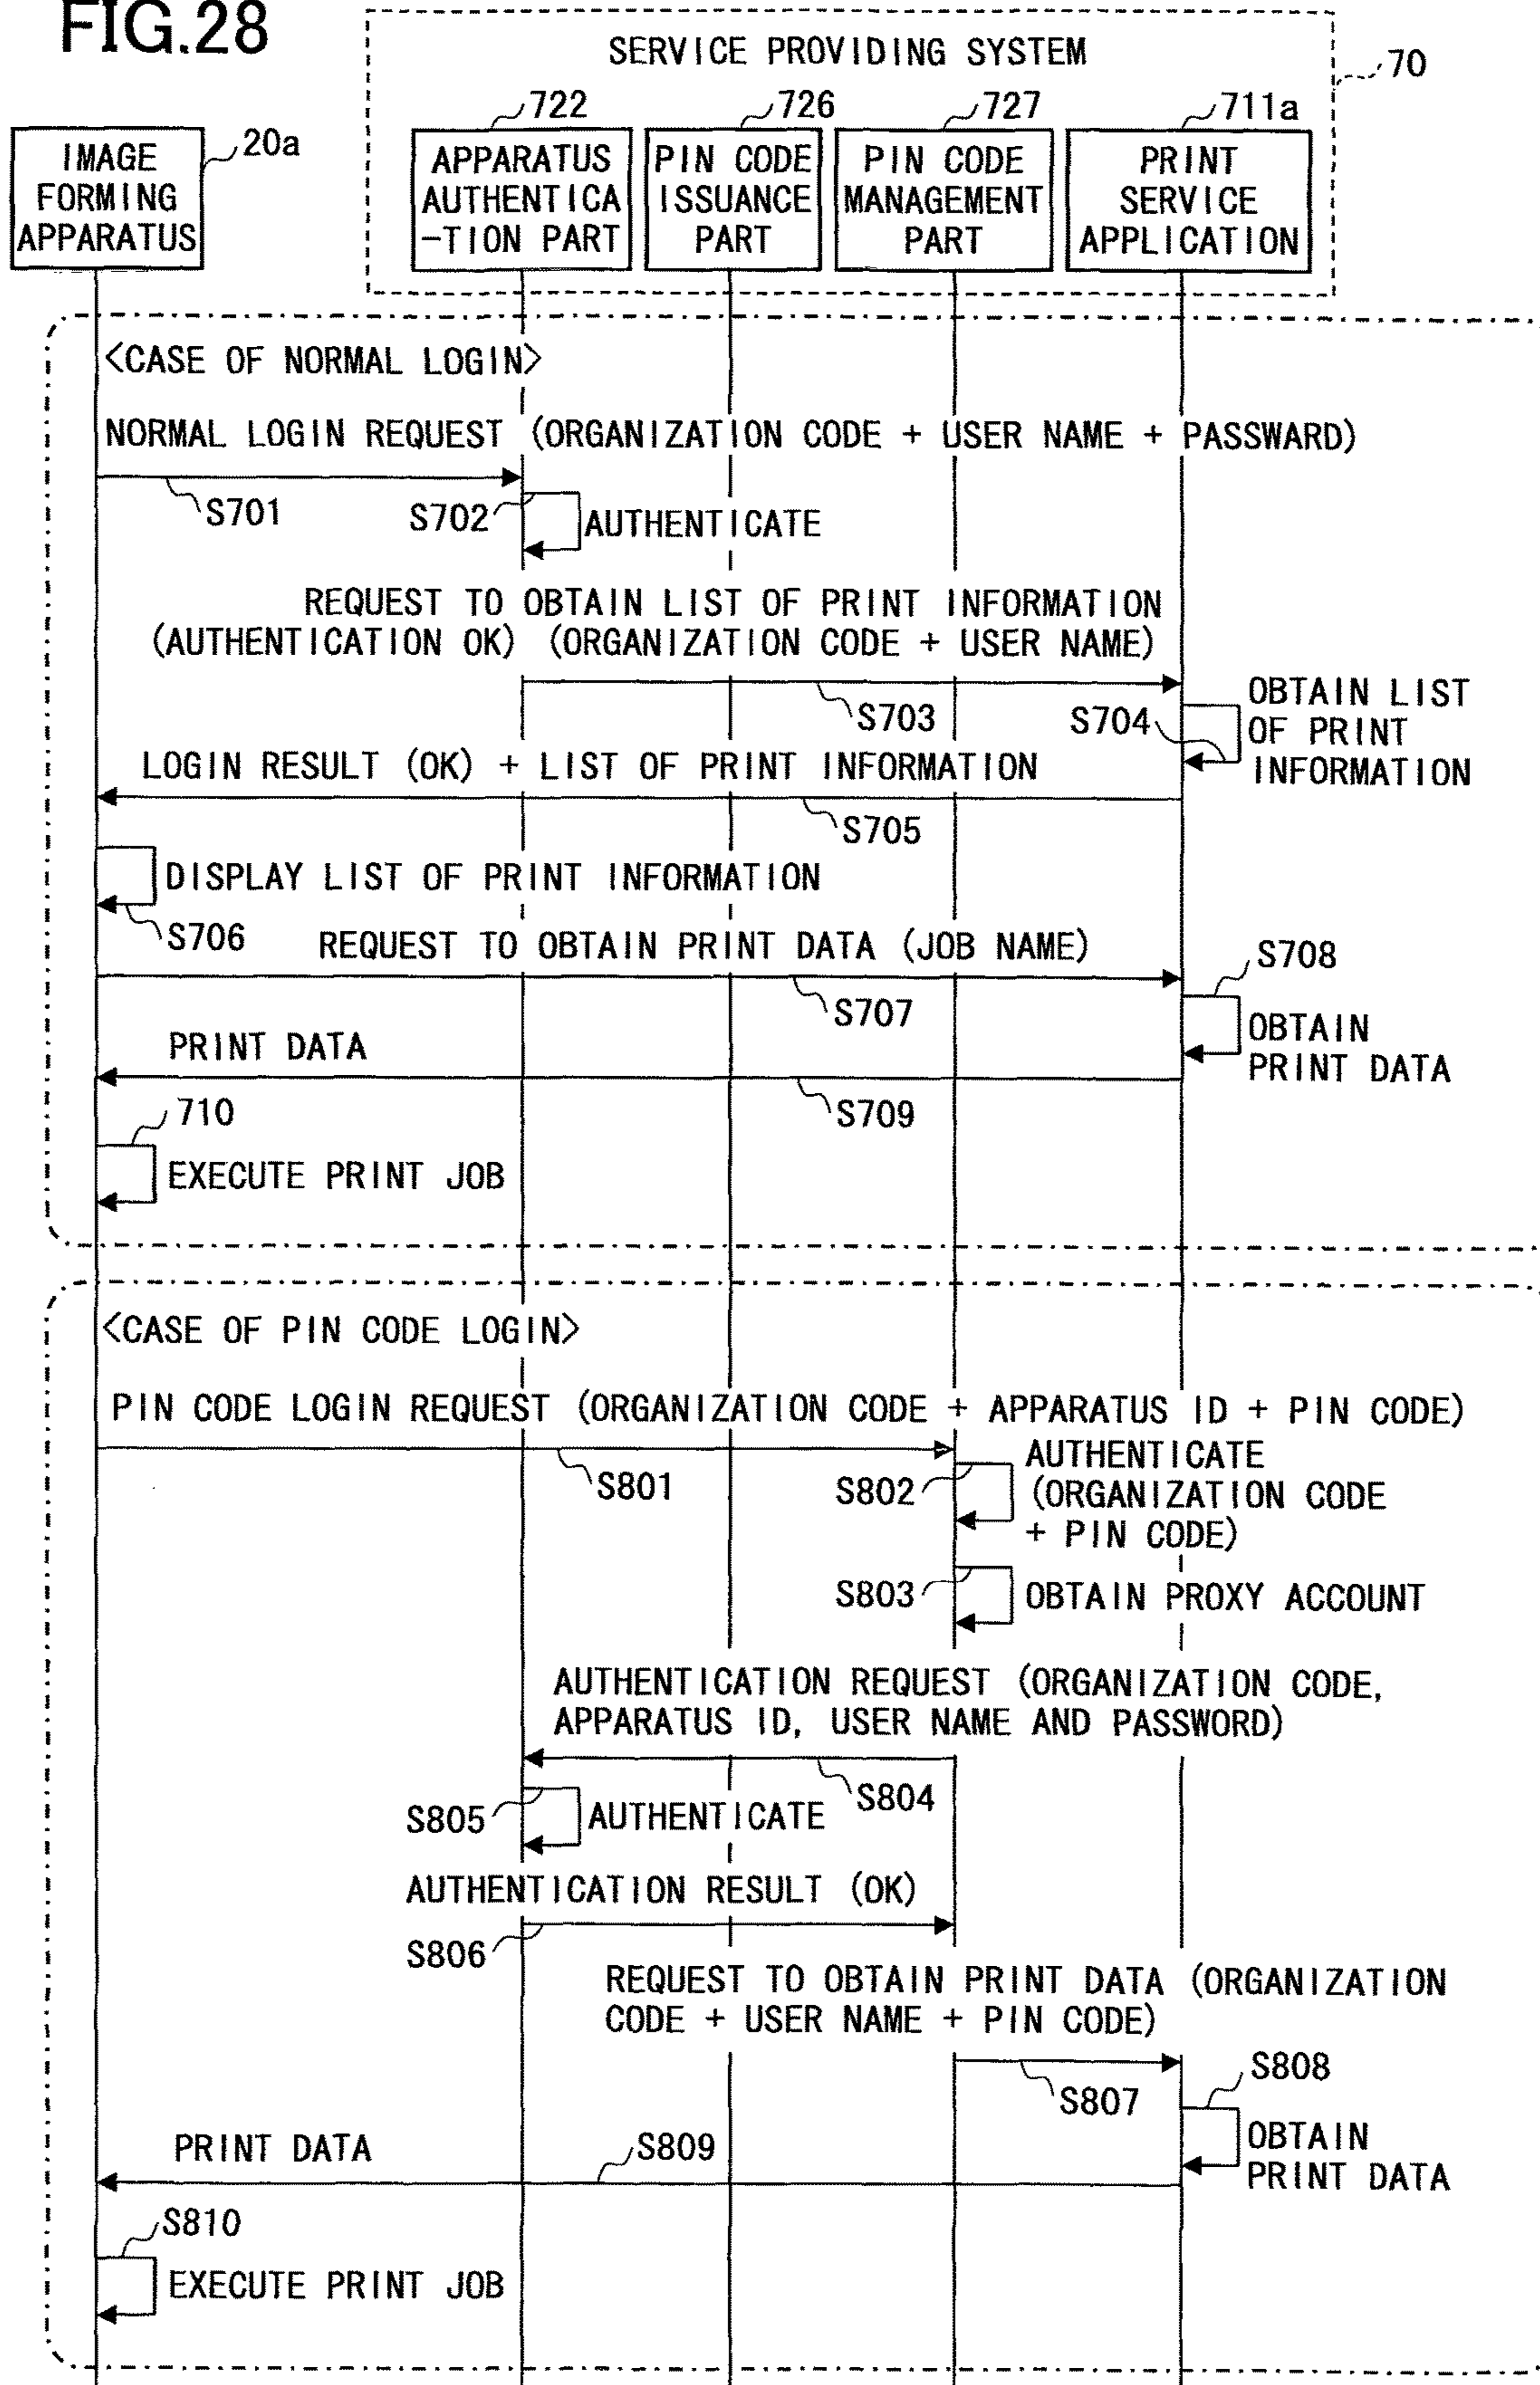 FIG.28
SERVICE PROVIDING SYSTEM
70
722
726
727
711a
20a
IMAGE
FORMING
APPARATUS
APPARATUS
AUTHENTICA
-TION PART
PIN CODE
ISSUANCE
PART
PIN CODE
MANAGEMENT
PART
PRINT
SERVICE
APPLICATION
<CASE OF NORMAL LOGIN>
NORMAL LOGIN REQUEST (ORGANIZATION CODE + USER NAME + PASSWARD)
S701
S702
AUTHENTICATE
REQUEST TO OBTAIN LIST OF PRINT INFORMATION
(AUTHENTICATION OK) (ORGANIZATION CODE + USER NAME)
S703
S704
OBTAIN LIST
OF PRINT
INFORMATION
LOGIN RESULT (OK) + LIST OF PRINT INFORMATION
S705
DISPLAY LIST OF PRINT INFORMATION
S706
REQUEST TO OBTAIN PRINT DATA (JOB NAME)
S707
S708
OBTAIN
PRINT DATA
PRINT DATA
S709
710
EXECUTE PRINT JOB
<CASE OF PIN CODE LOGIN>
PIN CODE LOGIN REQUEST (ORGANIZATION CODE + APPARATUS ID + PIN CODE)
S801
S802
AUTHENTICATE
(ORGANIZATION CODE
+ PIN CODE)
S803
OBTAIN PROXY ACCOUNT
AUTHENTICATION REQUEST (ORGANIZATION CODE,
APPARATUS ID, USER NAME AND PASSWORD)
S804
S805
AUTHENTICATE
AUTHENTICATION RESULT (OK)
S806
REQUEST TO OBTAIN PRINT DATA (ORGANIZATION
CODE + USER NAME + PIN CODE)
S807
S808
OBTAIN
PRINT DATA
PRINT DATA
S809
S810
EXECUTE PRINT JOB